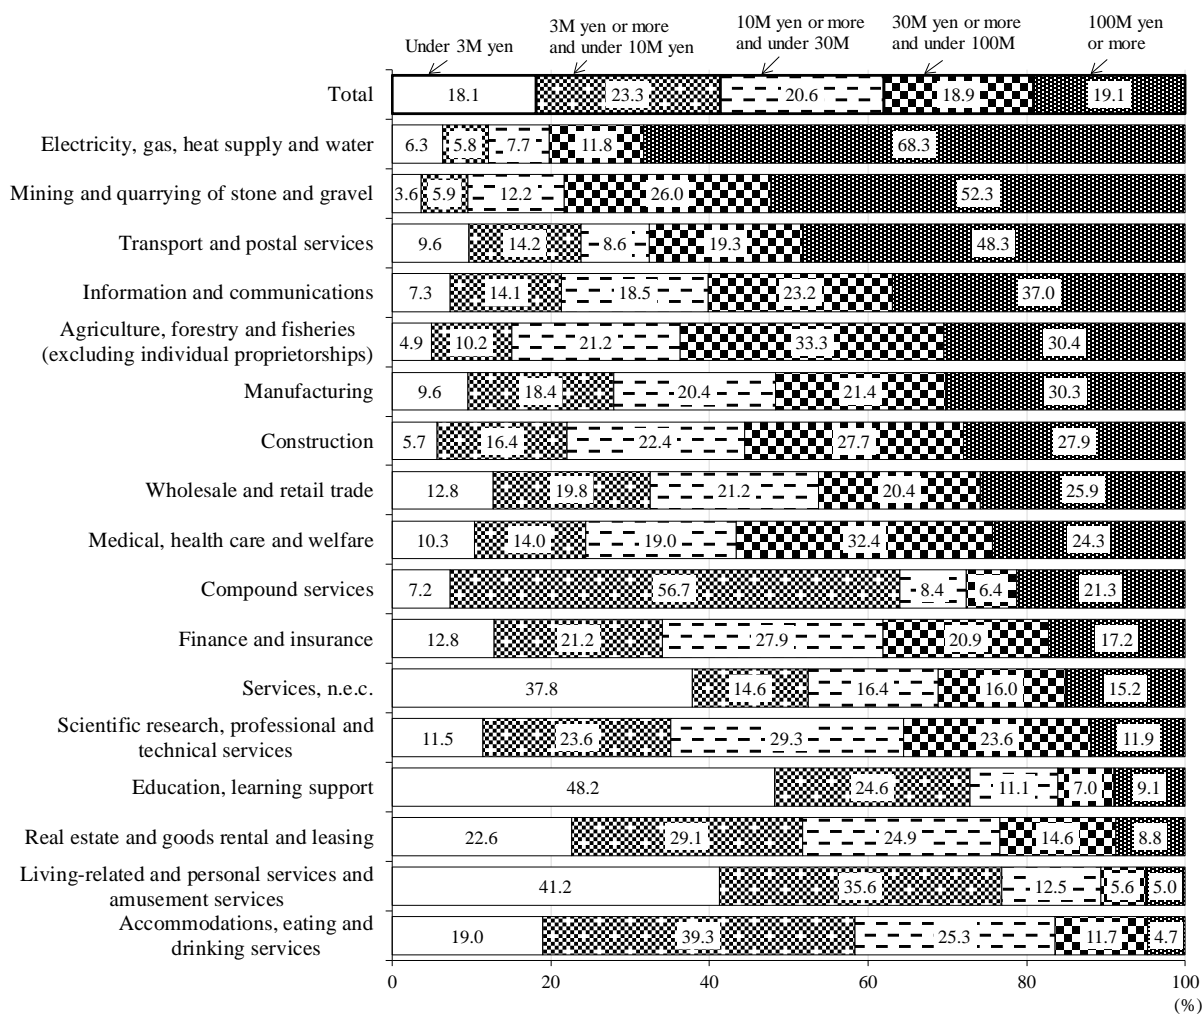 Under 3M yen
3M yen or more
and under 10M yen
10M yen or more
and under 30M
30M yen or more
and under 100M
100M yen
or more
Total 18.1 23.3 20.6 18.9 19.1
Electricity, gas, heat supply and water 6.3 5.8 7.7 11.8 68.3
Mining and quarrying of stone and gravel 3.6 5.9 12.2 26.0 52.3
Transport and postal services 9.6 14.2 8.6 19.3 48.3
Information and communications 7.3 14.1 18.5 23.2 37.0
Agriculture, forestry and fisheries
(excluding individual proprietorships) 4.9 10.2 21.2 33.3 30.4
Manufacturing 9.6 18.4 20.4 21.4 30.3
Construction 5.7 16.4 22.4 27.7 27.9
Wholesale and retail trade 12.8 19.8 21.2 20.4 25.9
Medical, health care and welfare 10.3 14.0 19.0 32.4 24.3
Compound services 7.2 56.7 8.4 6.4 21.3
Finance and insurance 12.8 21.2 27.9 20.9 17.2
Services, n.e.c. 37.8 14.6 16.4 16.0 15.2
Scientific research, professional and
technical services 11.5 23.6 29.3 23.6 11.9
Education, learning support 48.2 24.6 11.1 7.0 9.1
Real estate and goods rental and leasing 22.6 29.1 24.9 14.6 8.8
Living-related and personal services and
amusement services 41.2 35.6 12.5 5.6 5.0
Accommodations, eating and
drinking services 19.0 39.3 25.3 11.7 4.7
0 20 40 60 80 100
(%)